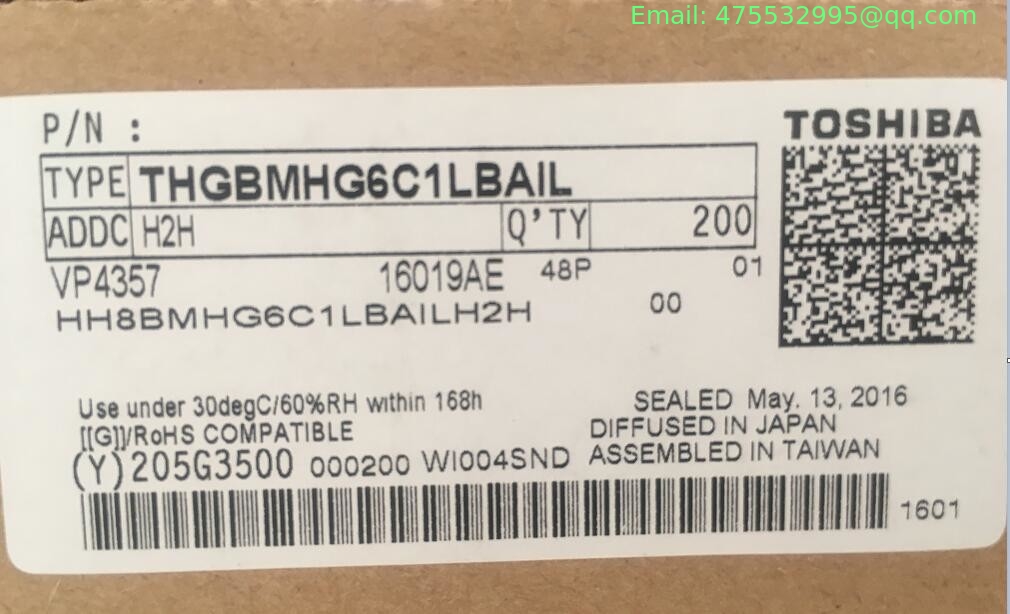 Email: 475532995@qq.com
P/N :
TOSHIBA
TYPE THGBMHG6C1LBAIL
ADDC H2H Q'TY 200
VP4357 16019AE 48P 01
HH8BMHG6C1LBAILH2H 00
Use under 30degC/60%RH within 168h
SEALED May. 13, 2016
[[G]]/RoHS COMPATIBLE
DIFFUSED IN JAPAN
(Y)205G3500 000200 WI004SND
ASSEMBLED IN TAIWAN
1601